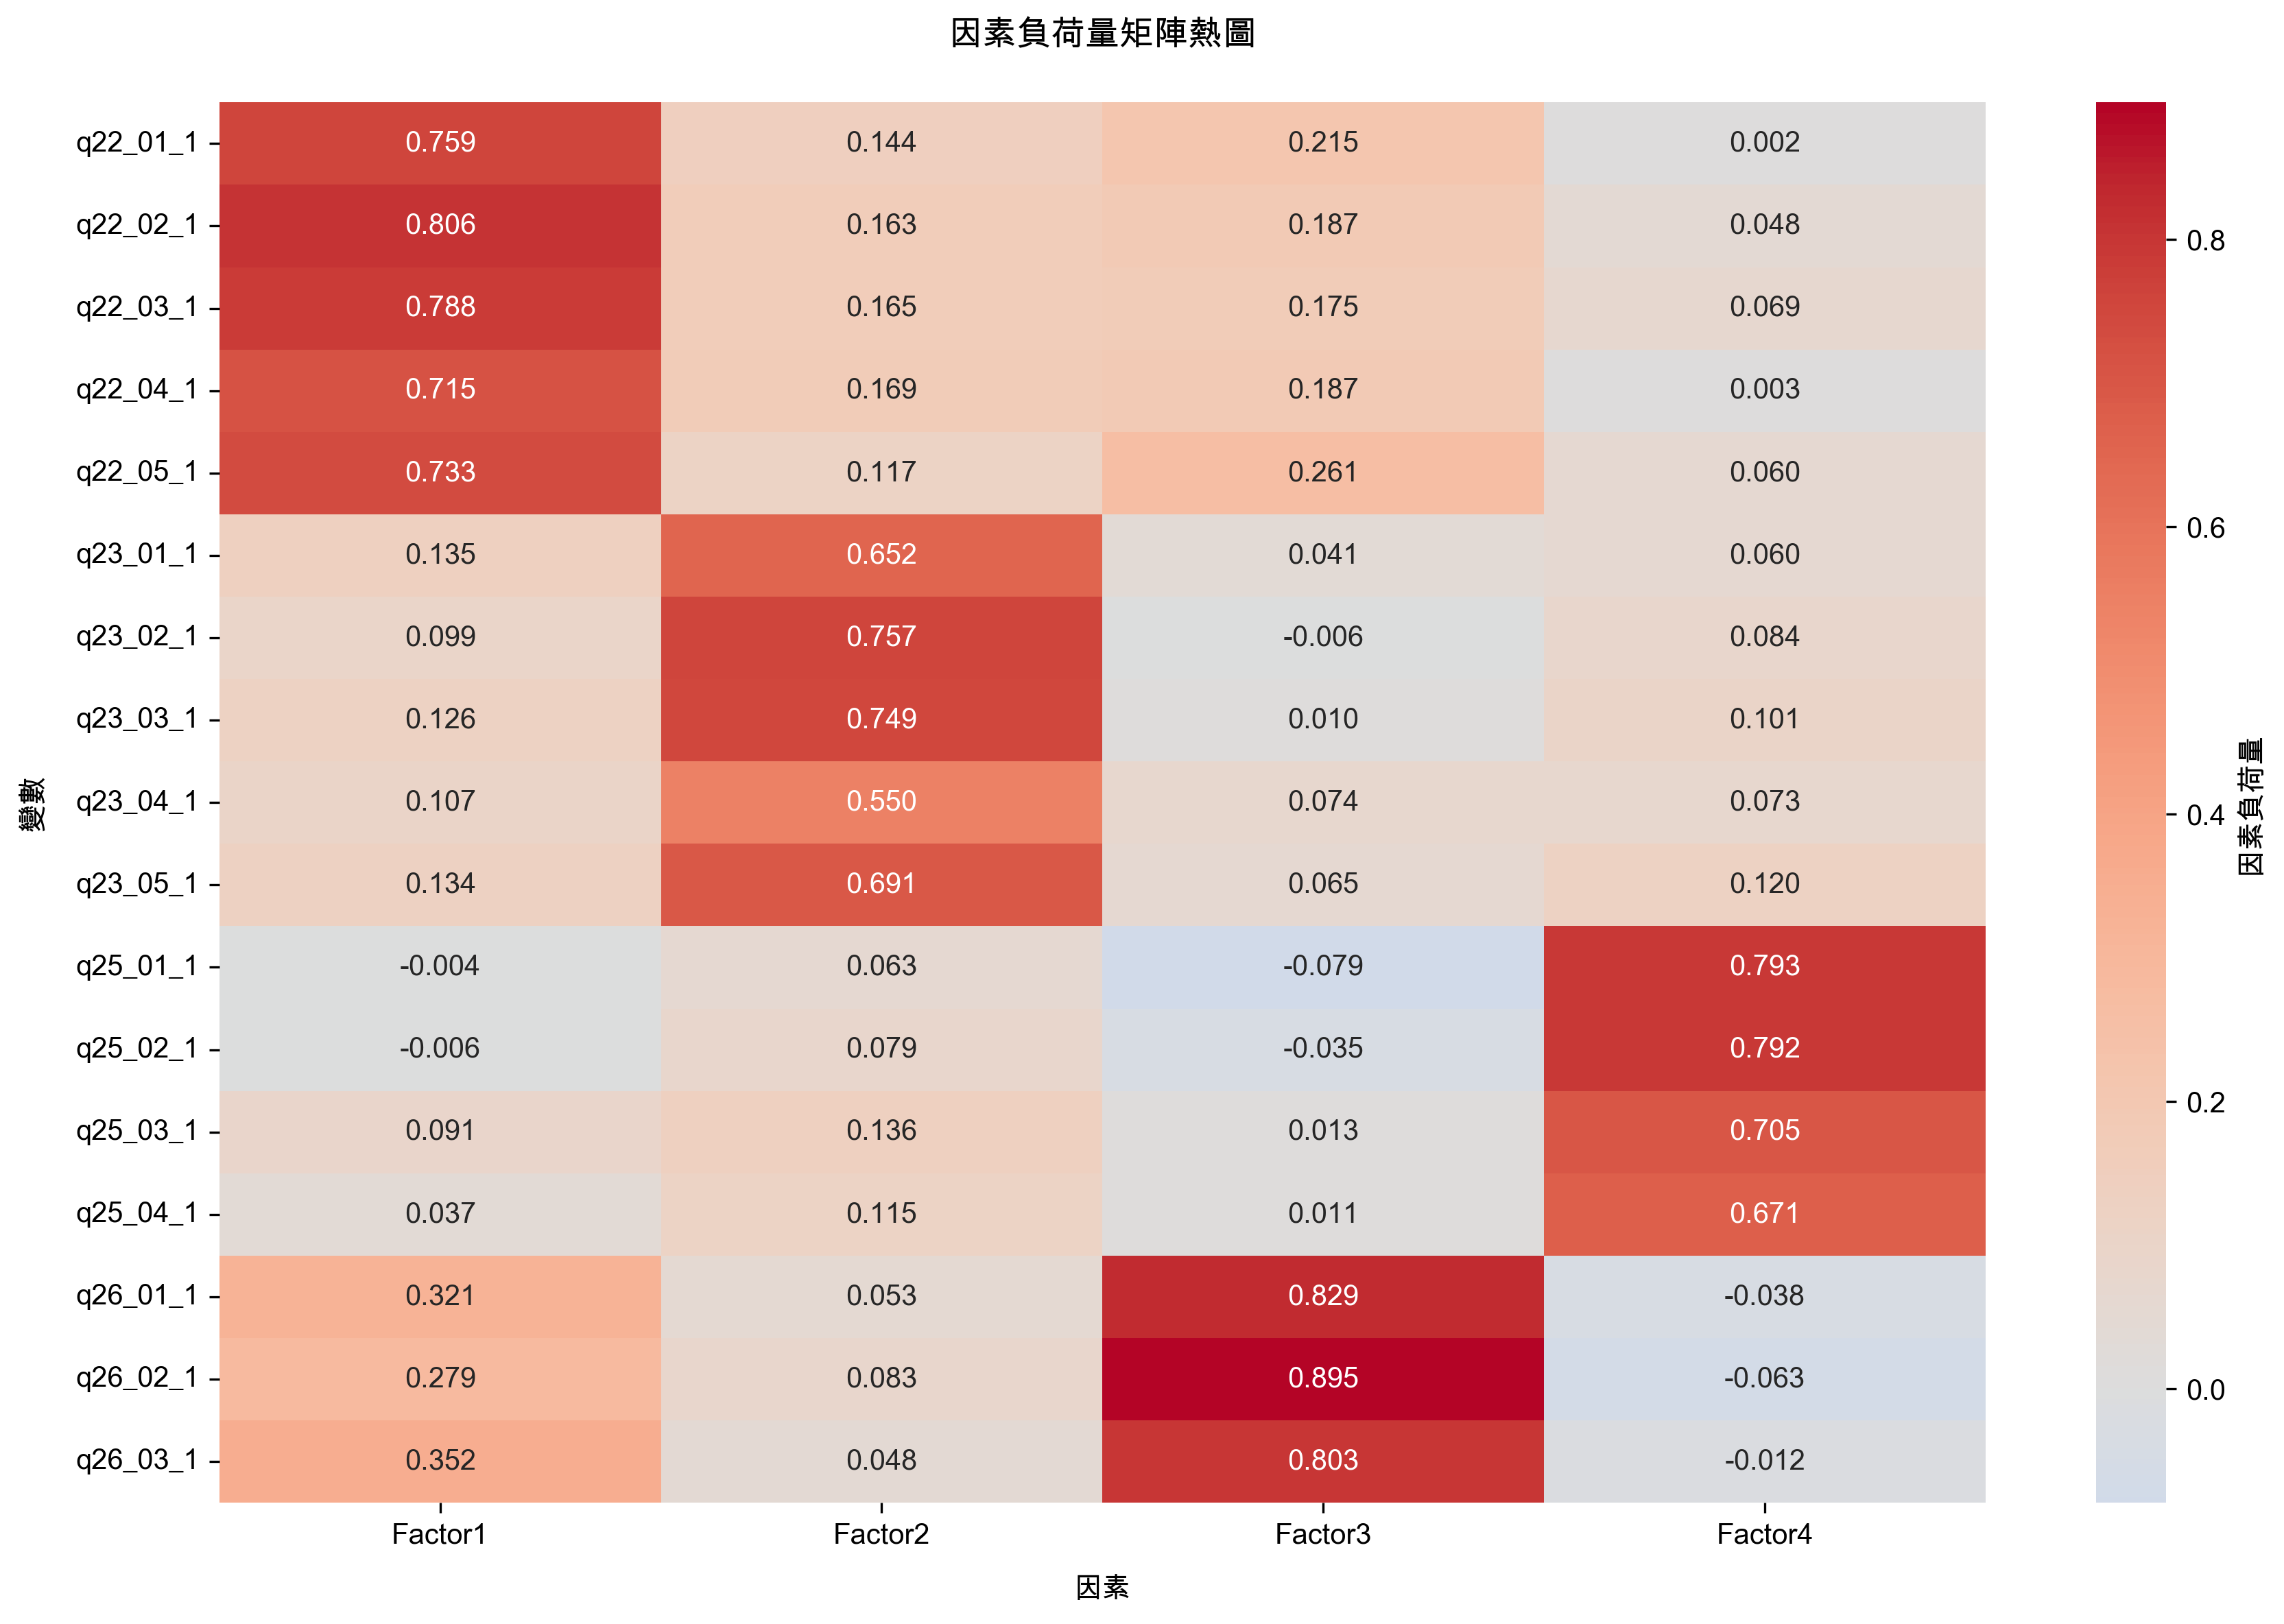 因素負荷量矩陣熱圖
q22_01_1 0.759 0.144 0.215 0.002
q22_02_1 0.806 0.163 0.187 0.048
q22_03_1 0.788 0.165 0.175 0.069
q22_04_1 0.715 0.169 0.187 0.003
q22_05_1 0.733 0.117 0.261 0.060
q23_01_1 0.135 0.652 0.041 0.060
q23_02_1 0.099 0.757 -0.006 0.084
q23_03_1 0.126 0.749 0.010 0.101
q23_04_1 0.107 0.550 0.074 0.073
q23_05_1 0.134 0.691 0.065 0.120
q25_01_1 -0.004 0.063 -0.079 0.793
q25_02_1 -0.006 0.079 -0.035 0.792
q25_03_1 0.091 0.136 0.013 0.705
q25_04_1 0.037 0.115 0.011 0.671
q26_01_1 0.321 0.053 0.829 -0.038
q26_02_1 0.279 0.083 0.895 -0.063
q26_03_1 0.352 0.048 0.803 -0.012
Factor1 Factor2 Factor3 Factor4
因素
變數
0.8
0.6
0.4
0.2
0.0
因素負荷量